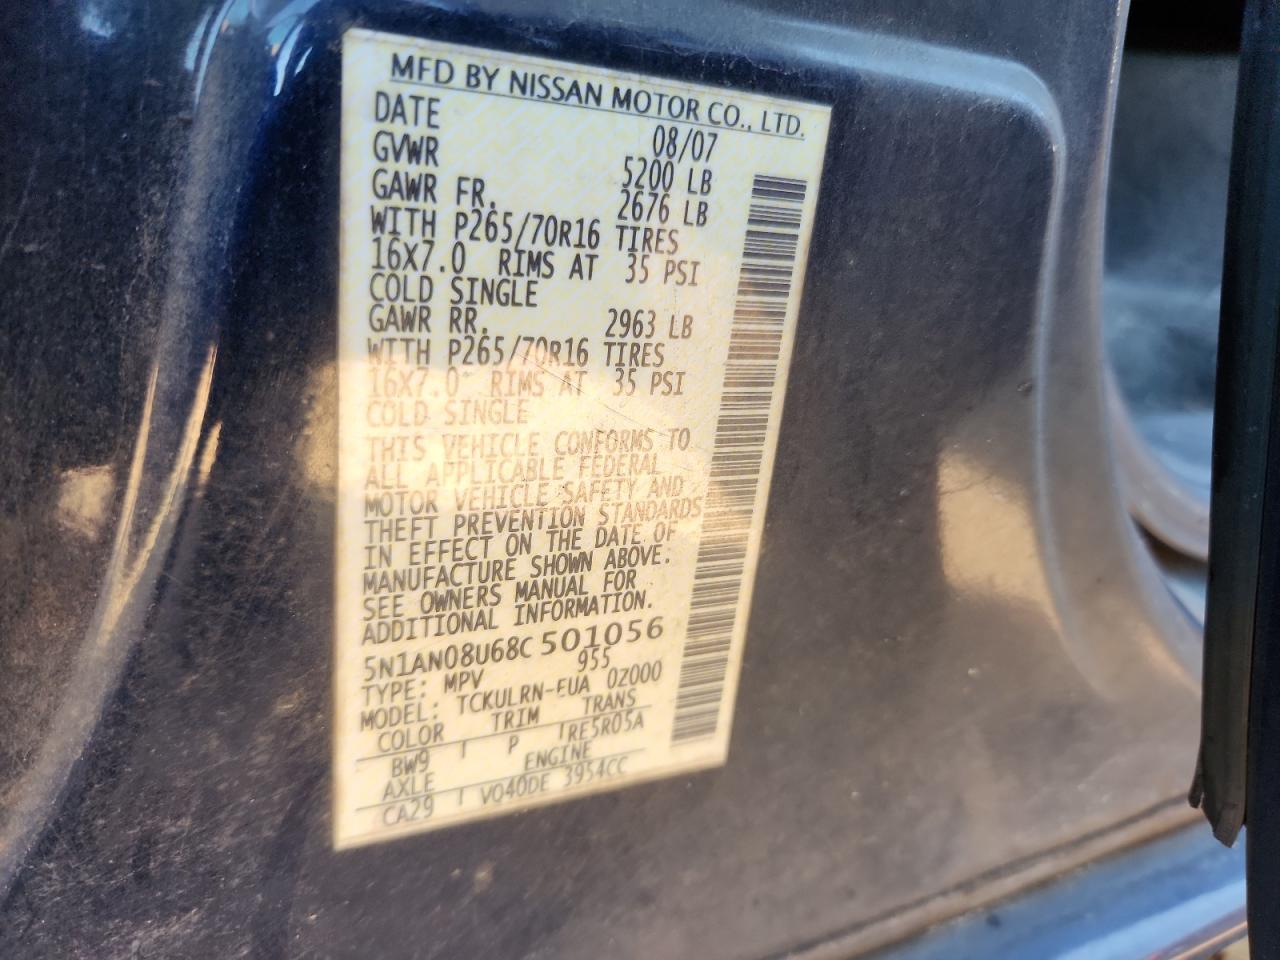 MFD BY NISSAN MOTOR CO., LTD.
DATE 08/07
GVWR 5200 LB
GAWR FR. 2676 LB
WITH P265/70R16 TIRES
16X7.0 RIMS AT 35 PSI
COLD SINGLE
GAWR RR. 2963 LB
WITH P265/70R16 TIRES
16X7.0 RIMS AT 35 PSI
COLD SINGLE
THIS VEHICLE CONFORMS TO
ALL APPLICABLE FEDERAL
MOTOR VEHICLE SAFETY AND
THEFT PREVENTION STANDARDS
IN EFFECT ON THE DATE OF
MANUFACTURE SHOWN ABOVE.
SEE OWNERS MANUAL FOR
ADDITIONAL INFORMATION.
5N1AN08U68C501056
TYPE: MPV 955
MODEL: TCKULRN-EUA 0Z000
COLOR TRIM TRANS
BW9 P RE5R05A
AXLE ENGINE
CA29 VQ40DE 3954CC